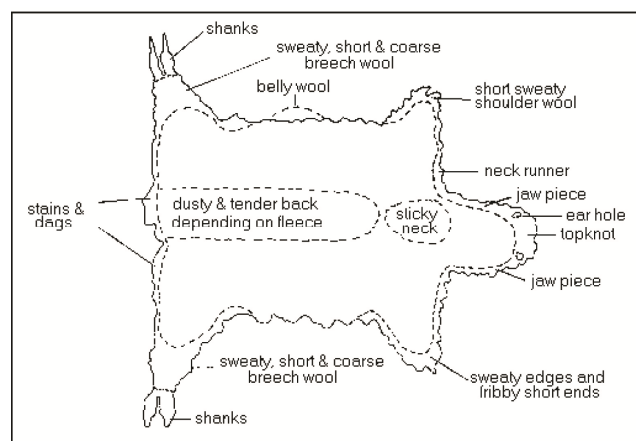 shanks
sweaty, short & coarse
breech wool
belly wool
short sweaty
shoulder wool
neck runner
jaw piece
stains &
dags
dusty & tender back
depending on fleece
slicky
neck
ear hole
topknot
jaw piece
sweaty, short & coarse
breech wool
sweaty edges and
fribby short ends
shanks